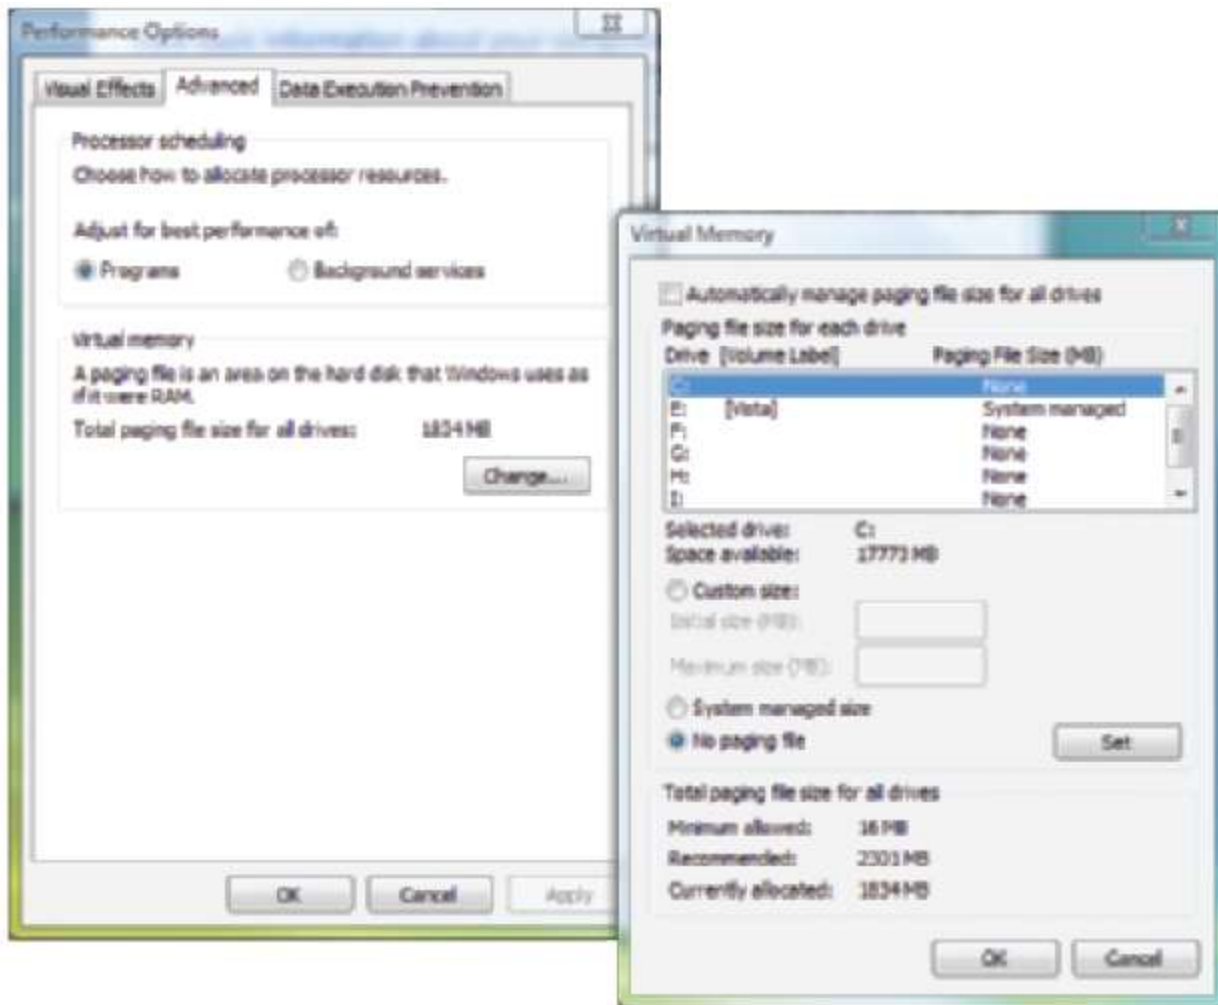 Performance Options
information about your
Visual Effects
Advanced
Data Execution Prevention
Processor scheduling
Choose how to allocate processor resources.
Adjust for best performance of:
Programs
Background services
Virtual memory
A paging file is an area on the hard disk that Windows uses as
if it were RAM.
Total paging file size for all drives: 1834 MB
Change...
OK
Cancel
Apply
Virtual Memory
Automatically manage paging file size for all drives
Paging file size for each drive
Drive [Volume Label] Paging File Size (MB)
C: None
E: [Vista] System managed
F: None
G: None
H: None
I: None
Selected drive: C:
Space available: 17773 MB
Custom size:
Initial size (MB):
Maximum size (MB):
System managed size
No paging file
Set
Total paging file size for all drives
Minimum allowed: 16 MB
Recommended: 2301 MB
Currently allocated: 1834 MB
OK
Cancel